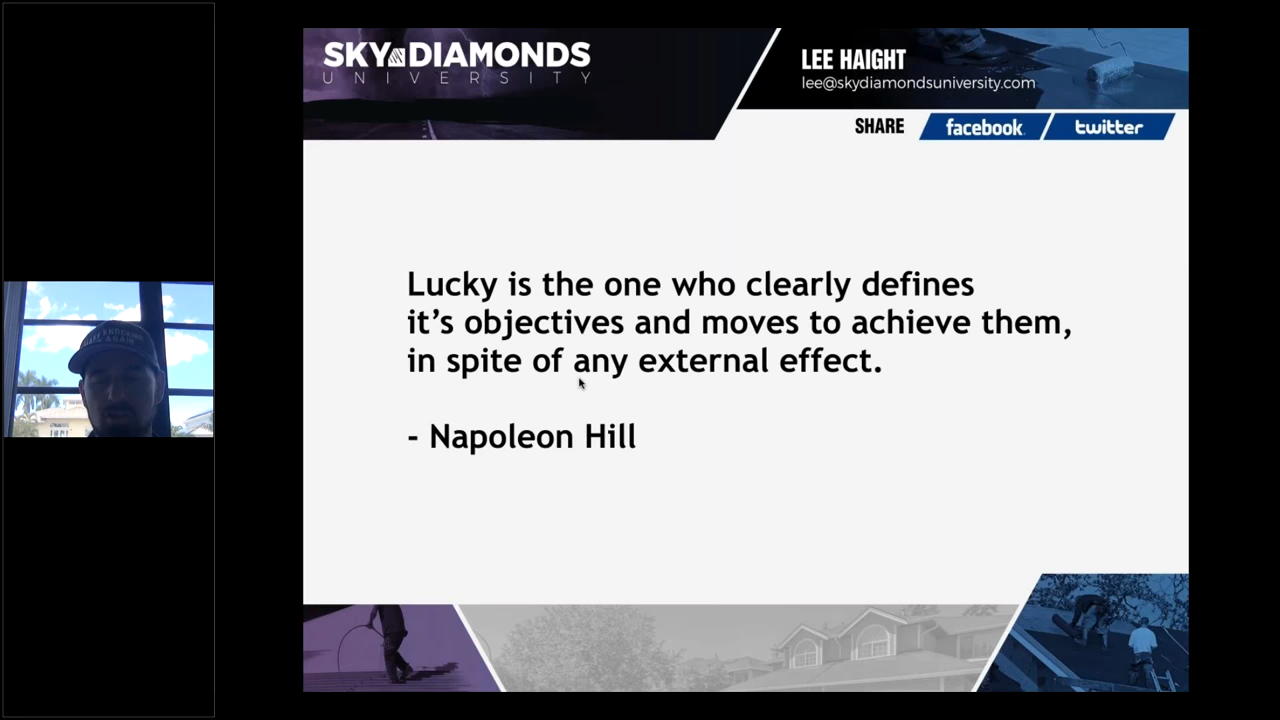 SKY DIAMONDS
UNIVERSITY
LEE HAIGHT
lee@skydiamondsuniversity.com
SHARE facebook. twitter
Lucky is the one who clearly defines
it’s objectives and moves to achieve them,
in spite of any external effect.
- Napoleon Hill